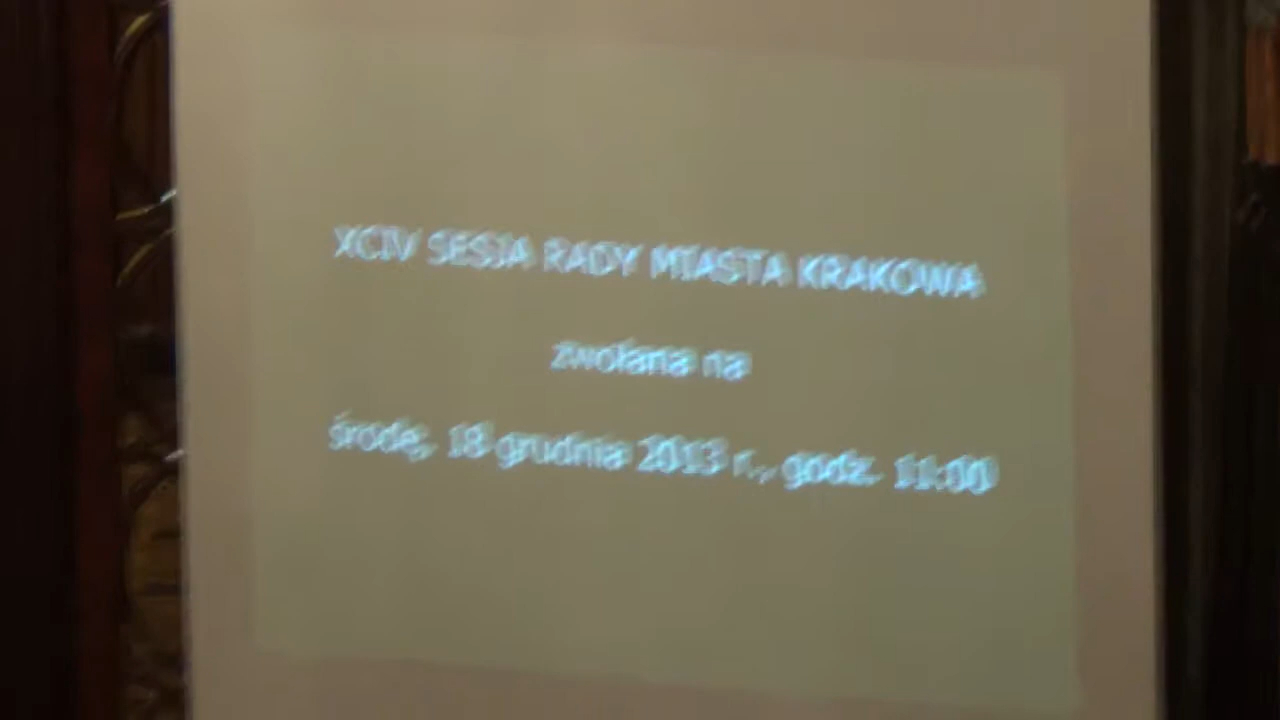 XCIV SESJA RADY MIASTA KRAKOWA
zwołana na
środę, 18 grudnia 2013 r., godz. 11:00